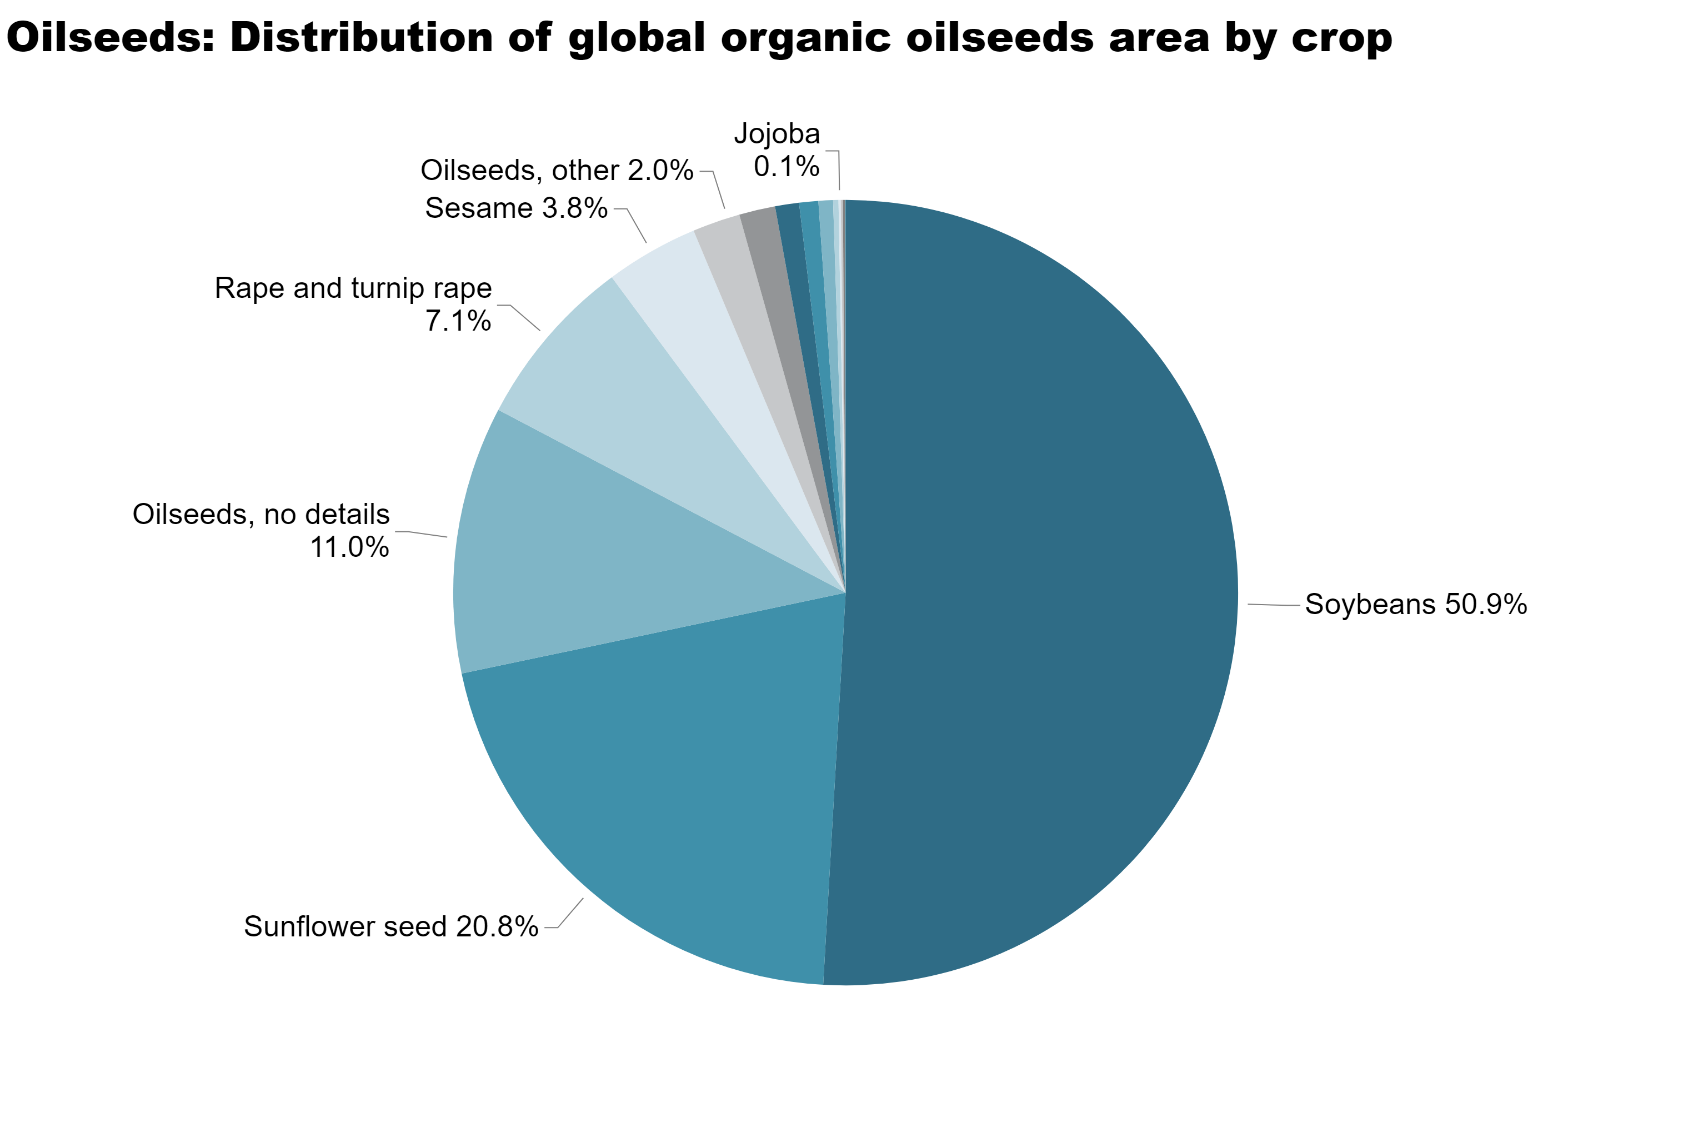 Oilseeds: Distribution of global organic oilseeds area by crop
Jojoba
0.1%
Oilseeds, other 2.0%
Sesame 3.8%
Rape and turnip rape
7.1%
Oilseeds, no details
11.0%
Soybeans 50.9%
Sunflower seed 20.8%